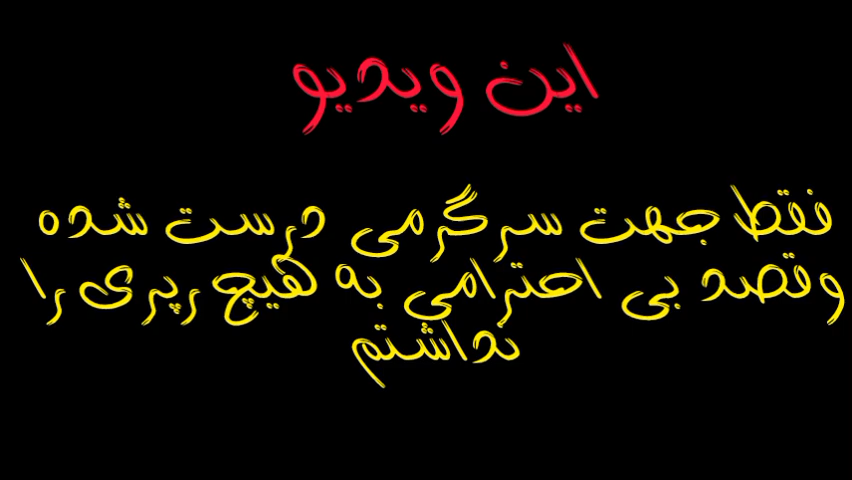 این ویدیو
فقط جهت سرگرمی درست شده
وقصد بی احترامی به هیچ رپری را
نداشتم